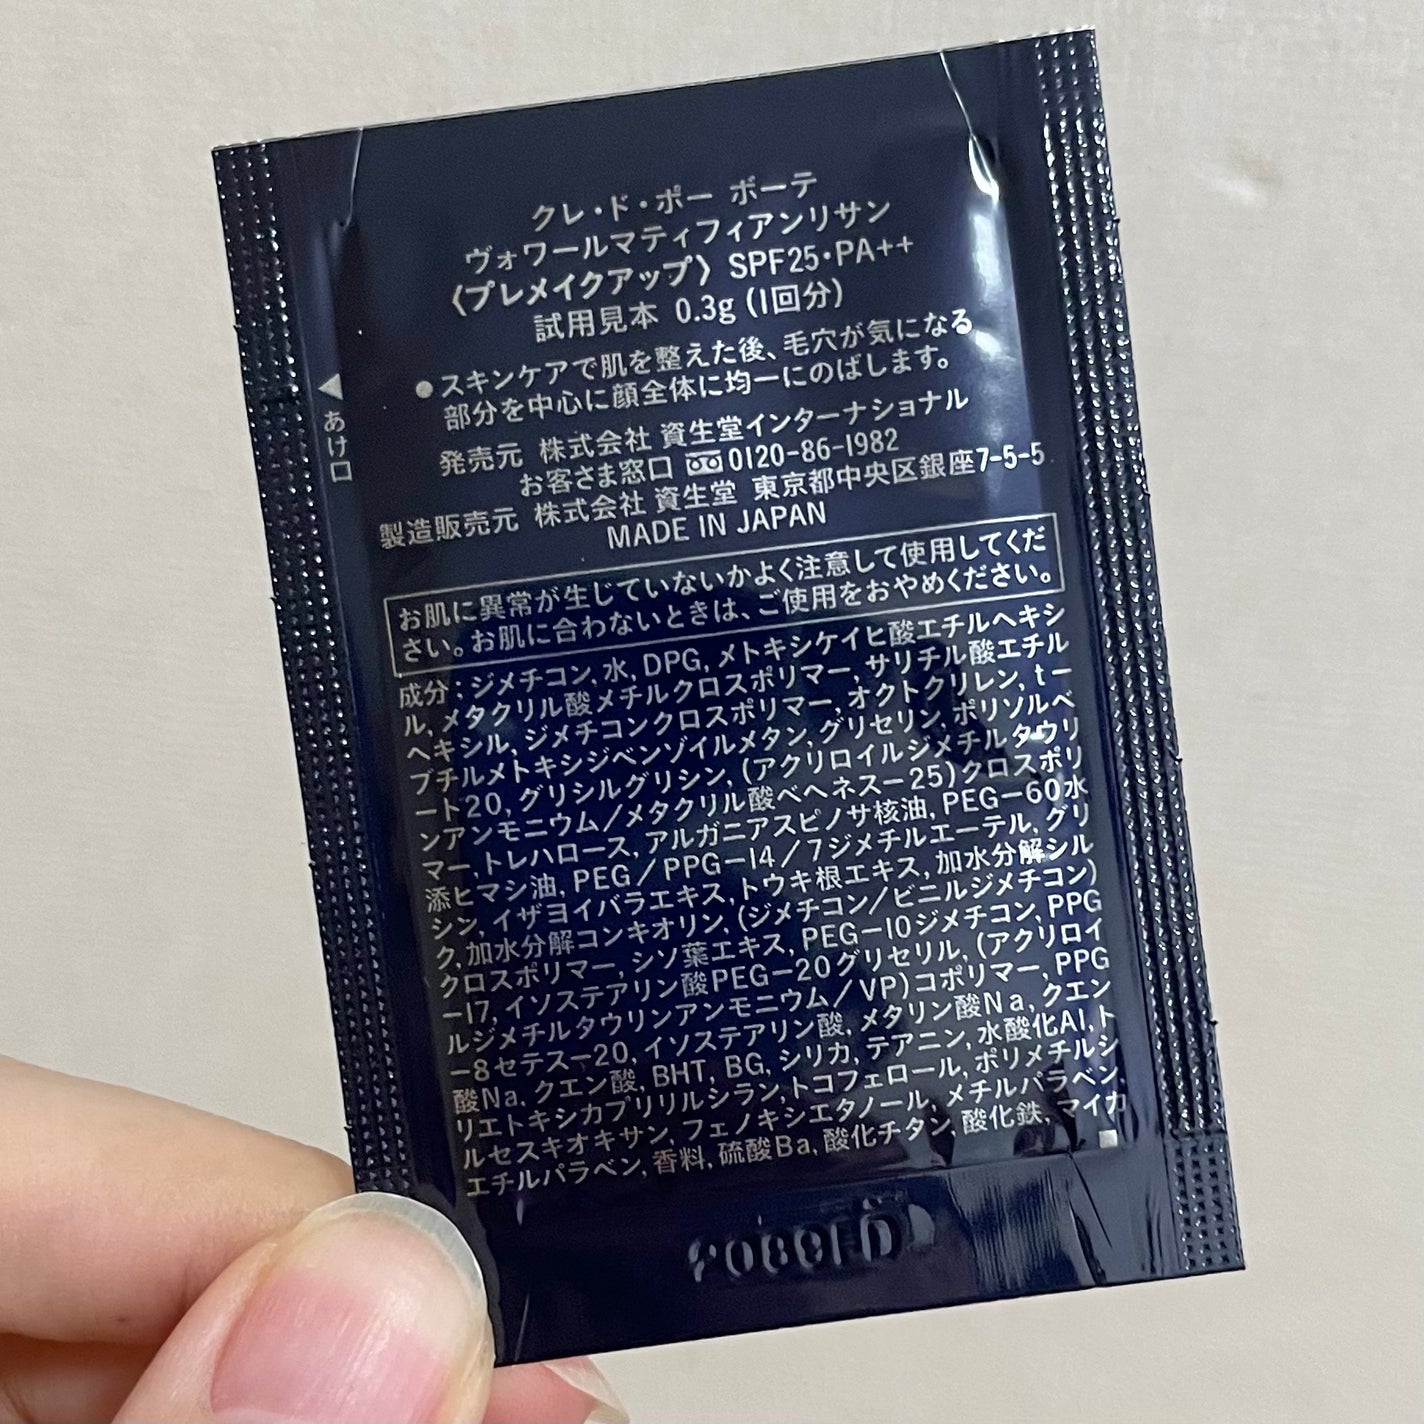 クレ・ド・ポー ボーテ
ヴォワールマティフィアンリサン
〈プレメイクアップ〉 SPF25・PA++
試用見本 0.3g (1回分)
●スキンケアで肌を整えた後、毛穴が気になる
部分を中心に顔全体に均一にのばします。
◀あけ口
発売元 株式会社 資生堂インターナショナル
お客さま窓口 0120-86-1982
製造販売元 株式会社 資生堂 東京都中央区銀座7-5-5
MADE IN JAPAN
お肌に異常が生じていないかよく注意して使用してくだ
さい。お肌に合わないときは、ご使用をおやめください。
成分:ジメチコン, 水, DPG, メトキシケイヒ酸エチルヘキシ
ル, メタクリル酸メチルクロスポリマー, サリチル酸エチル
ヘキシル, ジメチコンクロスポリマー, オクトクリレン, t-
ブチルメトキシジベンゾイルメタン, グリセリン, ポリソルベ
ート20, グリシルグリシン, (アクリロイルジメチルタウリ
ンアンモニウム/メタクリル酸ベヘネス-25)クロスポリ
マー, トレハロース, アルガニアスピノサ核油, PEG-60水
添ヒマシ油, PEG/PPG-14/7ジメチルエーテル, グリ
シン, イザヨイバラエキス, トウキ根エキス, 加水分解シル
ク, 加水分解コンキオリン, (ジメチコン/ビニルジメチコン)
クロスポリマー, シソ葉エキス, PEG-10ジメチコン, PPG
-17, イソステアリン酸PEG-20グリセリル, (アクリロイ
ルジメチルタウリンアンモニウム/VP)コポリマー, PPG
-8セテス-20, イソステアリン酸, メタリン酸Na, クエン
酸Na, クエン酸, BHT, BG, シリカ, テアニン, 水酸化Al, ト
リエトキシカプリリルシラン, トコフェロール, ポリメチルシ
ルセスキオキサン, フェノキシエタノール, メチルパラベン,
エチルパラベン, 香料, 硫酸Ba, 酸化チタン, 酸化鉄, マイカ